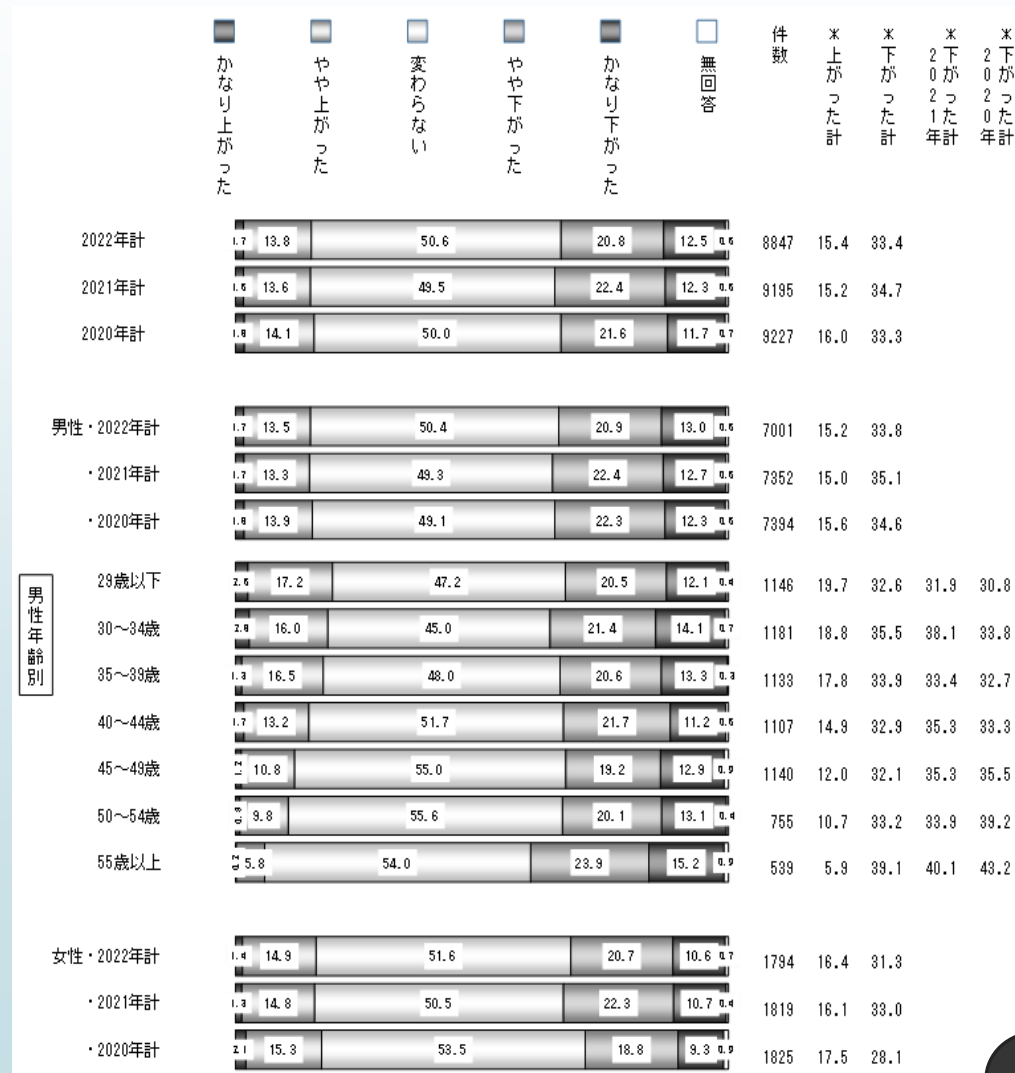 かなり上がった
やや上がった
変わらない
やや下がった
かなり下がった
無回答
件数
*上がった計
*下がった計
*下がった計2021年
*下がった計2020年
2022年計 1.7 13.8 50.6 20.8 12.5 0.6 8847 15.4 33.4
2021年計 1.6 13.6 49.5 22.4 12.3 0.6 9195 15.2 34.7
2020年計 1.8 14.1 50.0 21.6 11.7 0.7 9227 16.0 33.3
男性・2022年計 1.7 13.5 50.4 20.9 13.0 0.6 7001 15.2 33.8
・2021年計 1.7 13.3 49.3 22.4 12.7 0.6 7352 15.0 35.1
・2020年計 1.8 13.9 49.1 22.3 12.3 0.6 7394 15.6 34.6
男性年齢別
29歳以下 2.5 17.2 47.2 20.5 12.1 0.4 1146 19.7 32.6 31.9 30.8
30～34歳 2.8 16.0 45.0 21.4 14.1 0.7 1181 18.8 35.5 38.1 33.8
35～39歳 1.3 16.5 48.0 20.6 13.3 0.3 1133 17.8 33.9 33.4 32.7
40～44歳 1.7 13.2 51.7 21.7 11.2 0.5 1107 14.9 32.9 35.3 33.3
45～49歳 1.2 10.8 55.0 19.2 12.9 0.9 1140 12.0 32.1 35.3 35.5
50～54歳 0.9 9.8 55.6 20.1 13.1 0.4 755 10.7 33.2 33.9 39.2
55歳以上 0.2 5.8 54.0 23.9 15.2 0.9 539 5.9 39.1 40.1 43.2
女性・2022年計 1.4 14.9 51.6 20.7 10.6 0.7 1794 16.4 31.3
・2021年計 1.3 14.8 50.5 22.3 10.7 0.4 1819 16.1 33.0
・2020年計 2.1 15.3 53.5 18.8 9.3 0.9 1825 17.5 28.1